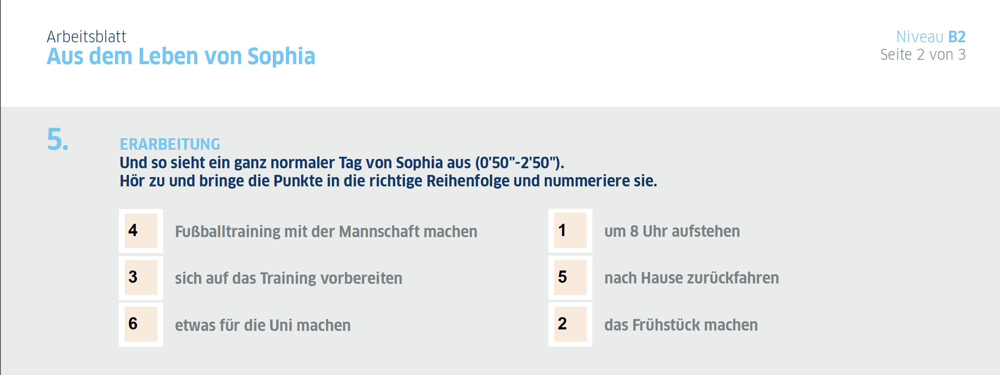 Arbeitsblatt
Aus dem Leben von Sophia
Niveau B2
Seite 2 von 3
5.
ERARBEITUNG
Und so sieht ein ganz normaler Tag von Sophia aus (0'50"-2'50").
Hör zu und bringe die Punkte in die richtige Reihenfolge und nummeriere sie.
4 Fußballtraining mit der Mannschaft machen
3 sich auf das Training vorbereiten
6 etwas für die Uni machen
1 um 8 Uhr aufstehen
5 nach Hause zurückfahren
2 das Frühstück machen